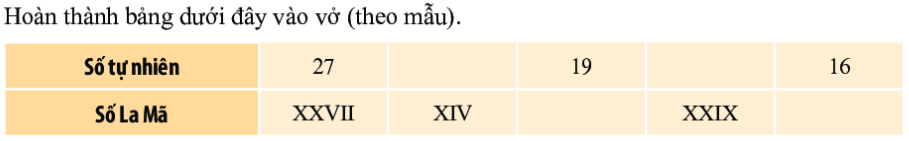 Hoàn thành bảng dưới đây vào vở (theo mẫu).
Số tự nhiên 27 19 16
Số La Mã XXVII XIV XXIX